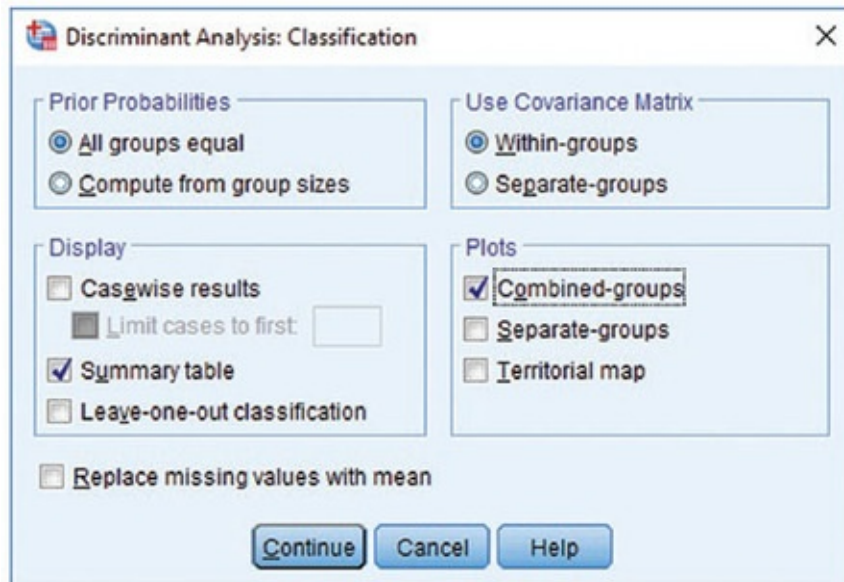 Discriminant Analysis: Classification
Prior Probabilities
All groups equal
Compute from group sizes
Use Covariance Matrix
Within-groups
Separate-groups
Display
Casewise results
Limit cases to first:
Summary table
Leave-one-out classification
Plots
Combined-groups
Separate-groups
Territorial map
Replace missing values with mean
Continue
Cancel
Help